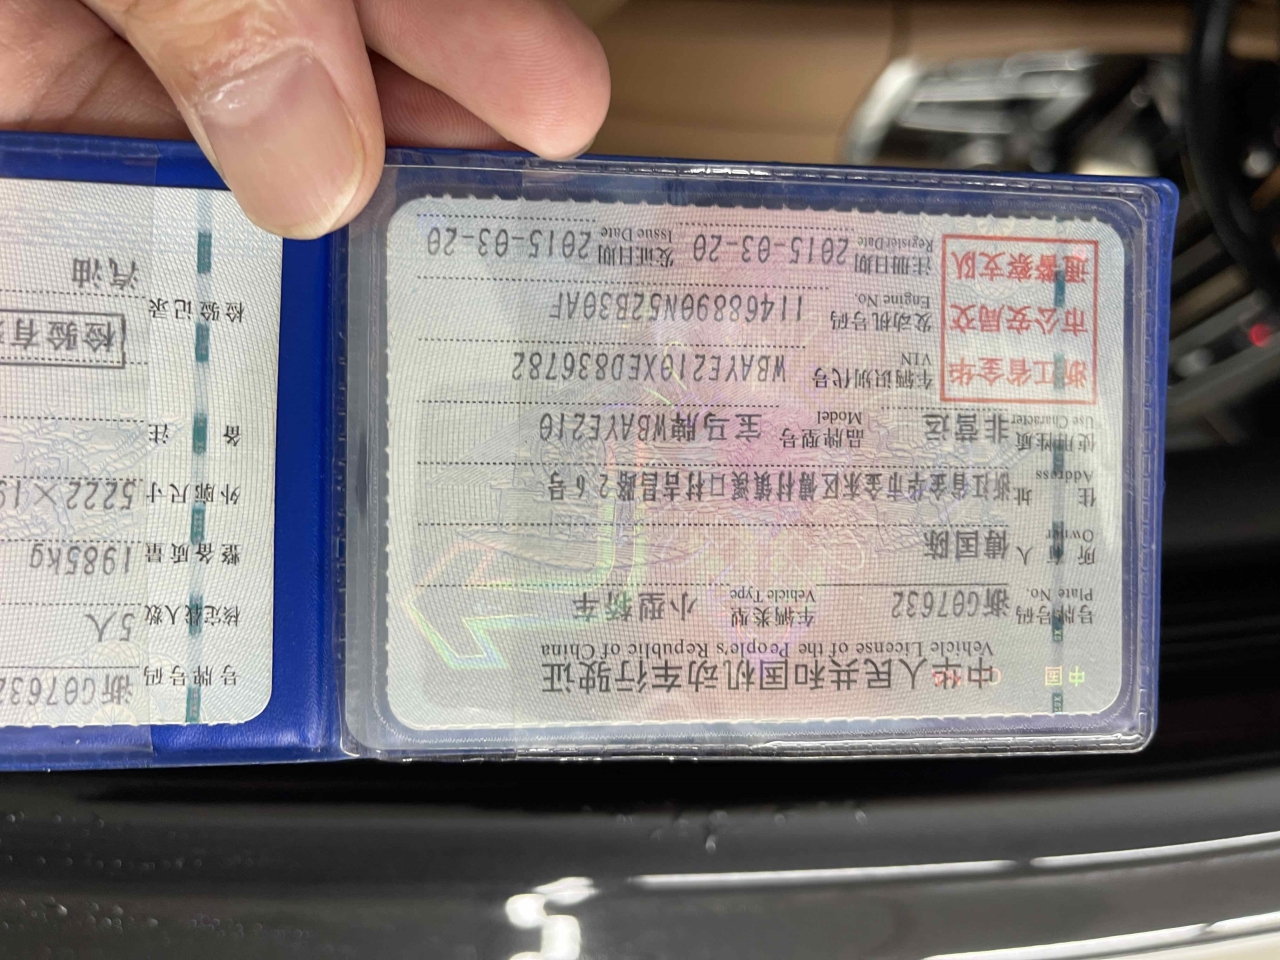 中国
中华人民共和国机动车行驶证
Vehicle License of the People's Republic of China
号牌号码 浙G07632 车辆类型 小型轿车
Plate No. Vehicle Type
所有人 傅国陈
Owner
住址 浙江省金华市金东区傅村镇溪口村吉昌路26号
Address
使用性质 非营运 品牌型号 宝马牌WBAYE210
Use Character Model
浙江省金华
市公安局交
通警察支队
车辆识别代号 WBAYE210XED836782
VIN
发动机号码 1146889​0N52B30AF
Engine No.
注册日期 2015-03-20 发证日期 2015-03-20
Register Date Issue Date
号牌号码 浙G0763
核定载人数 5人
整备质量 1985kg
外廓尺寸 5222×19
备注
检验有
检验记录
汽油